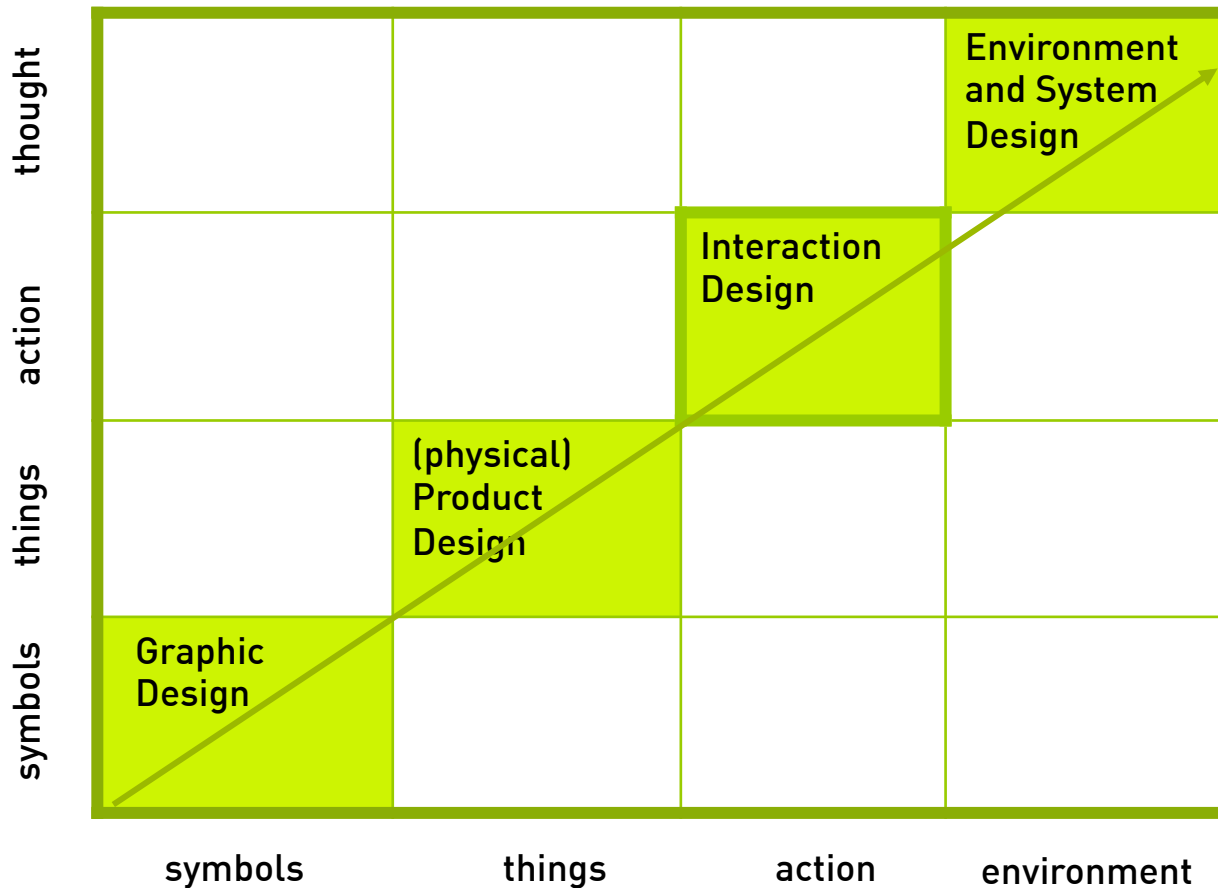 thought
Environment
and System
Design
action
Interaction
Design
things
(physical)
Product
Design
symbols
Graphic
Design
symbols
things
action
environment